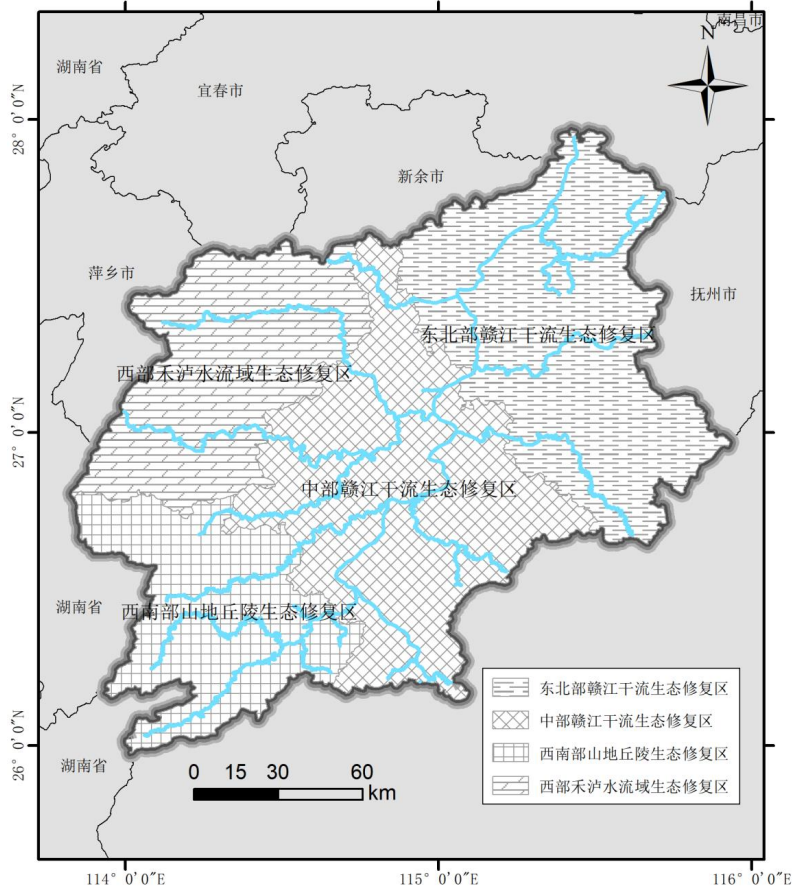 南昌市
湖南省
宜春市
N
28° 0′0″N
新余市
萍乡市
抚州市
东北部赣江干流生态修复区
西部禾泸水流域生态修复区
27° 0′0″N
中部赣江干流生态修复区
湖南省
西南部山地丘陵生态修复区
东北部赣江干流生态修复区
中部赣江干流生态修复区
西南部山地丘陵生态修复区
西部禾泸水流域生态修复区
26° 0′0″N
湖南省
0 15 30 60
km
114° 0′0″E 115° 0′0″E 116° 0′0″E